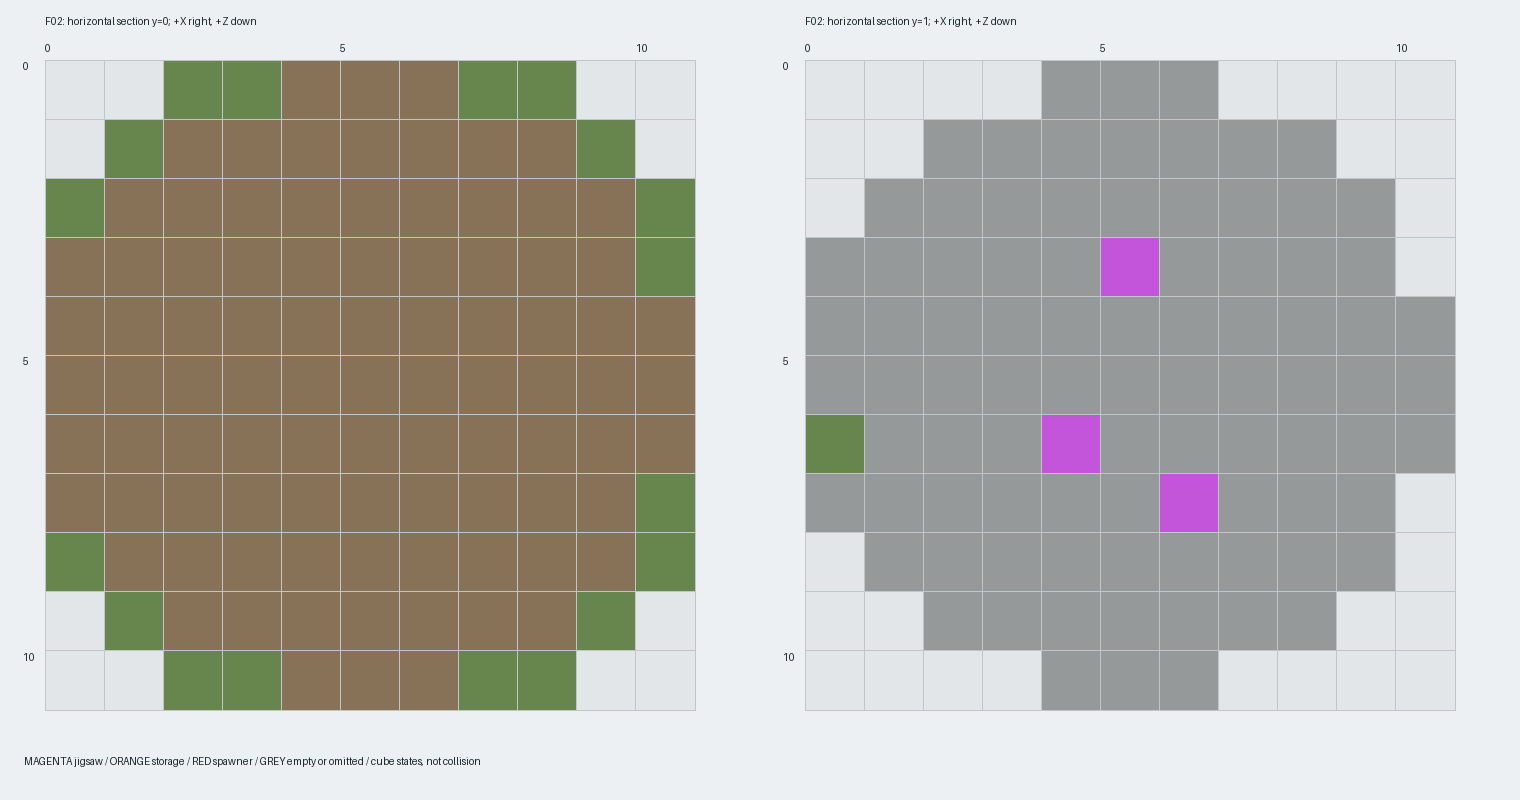 F02: horizontal section y=0; +X right, +Z down
F02: horizontal section y=1; +X right, +Z down
0 5 10
0 5 10
0
0
5
5
10
10
MAGENTA jigsaw / ORANGE storage / RED spawner / GREY empty or omitted / cube states, not collision